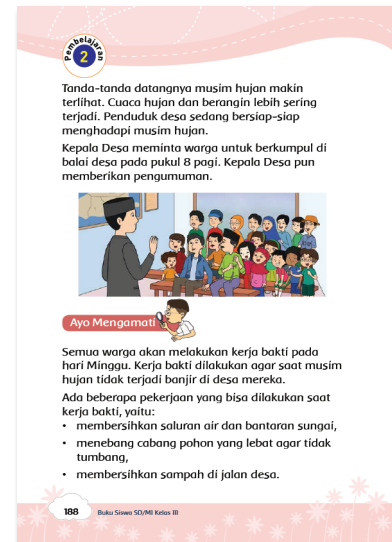 Pembelajaran
2
Tanda-tanda datangnya musim hujan makin
terlihat. Cuaca hujan dan berangin lebih sering
terjadi. Penduduk desa sedang bersiap-siap
menghadapi musim hujan.
Kepala Desa meminta warga untuk berkumpul di
balai desa pada pukul 8 pagi. Kepala Desa pun
memberikan pengumuman.
Ayo Mengamati
Semua warga akan melakukan kerja bakti pada
hari Minggu. Kerja bakti dilakukan agar saat musim
hujan tidak terjadi banjir di desa mereka.
Ada beberapa pekerjaan yang bisa dilakukan saat
kerja bakti, yaitu:
• membersihkan saluran air dan bantaran sungai,
• menebang cabang pohon yang lebat agar tidak
tumbang,
• membersihkan sampah di jalan desa.
188 Buku Siswa SD/MI Kelas III